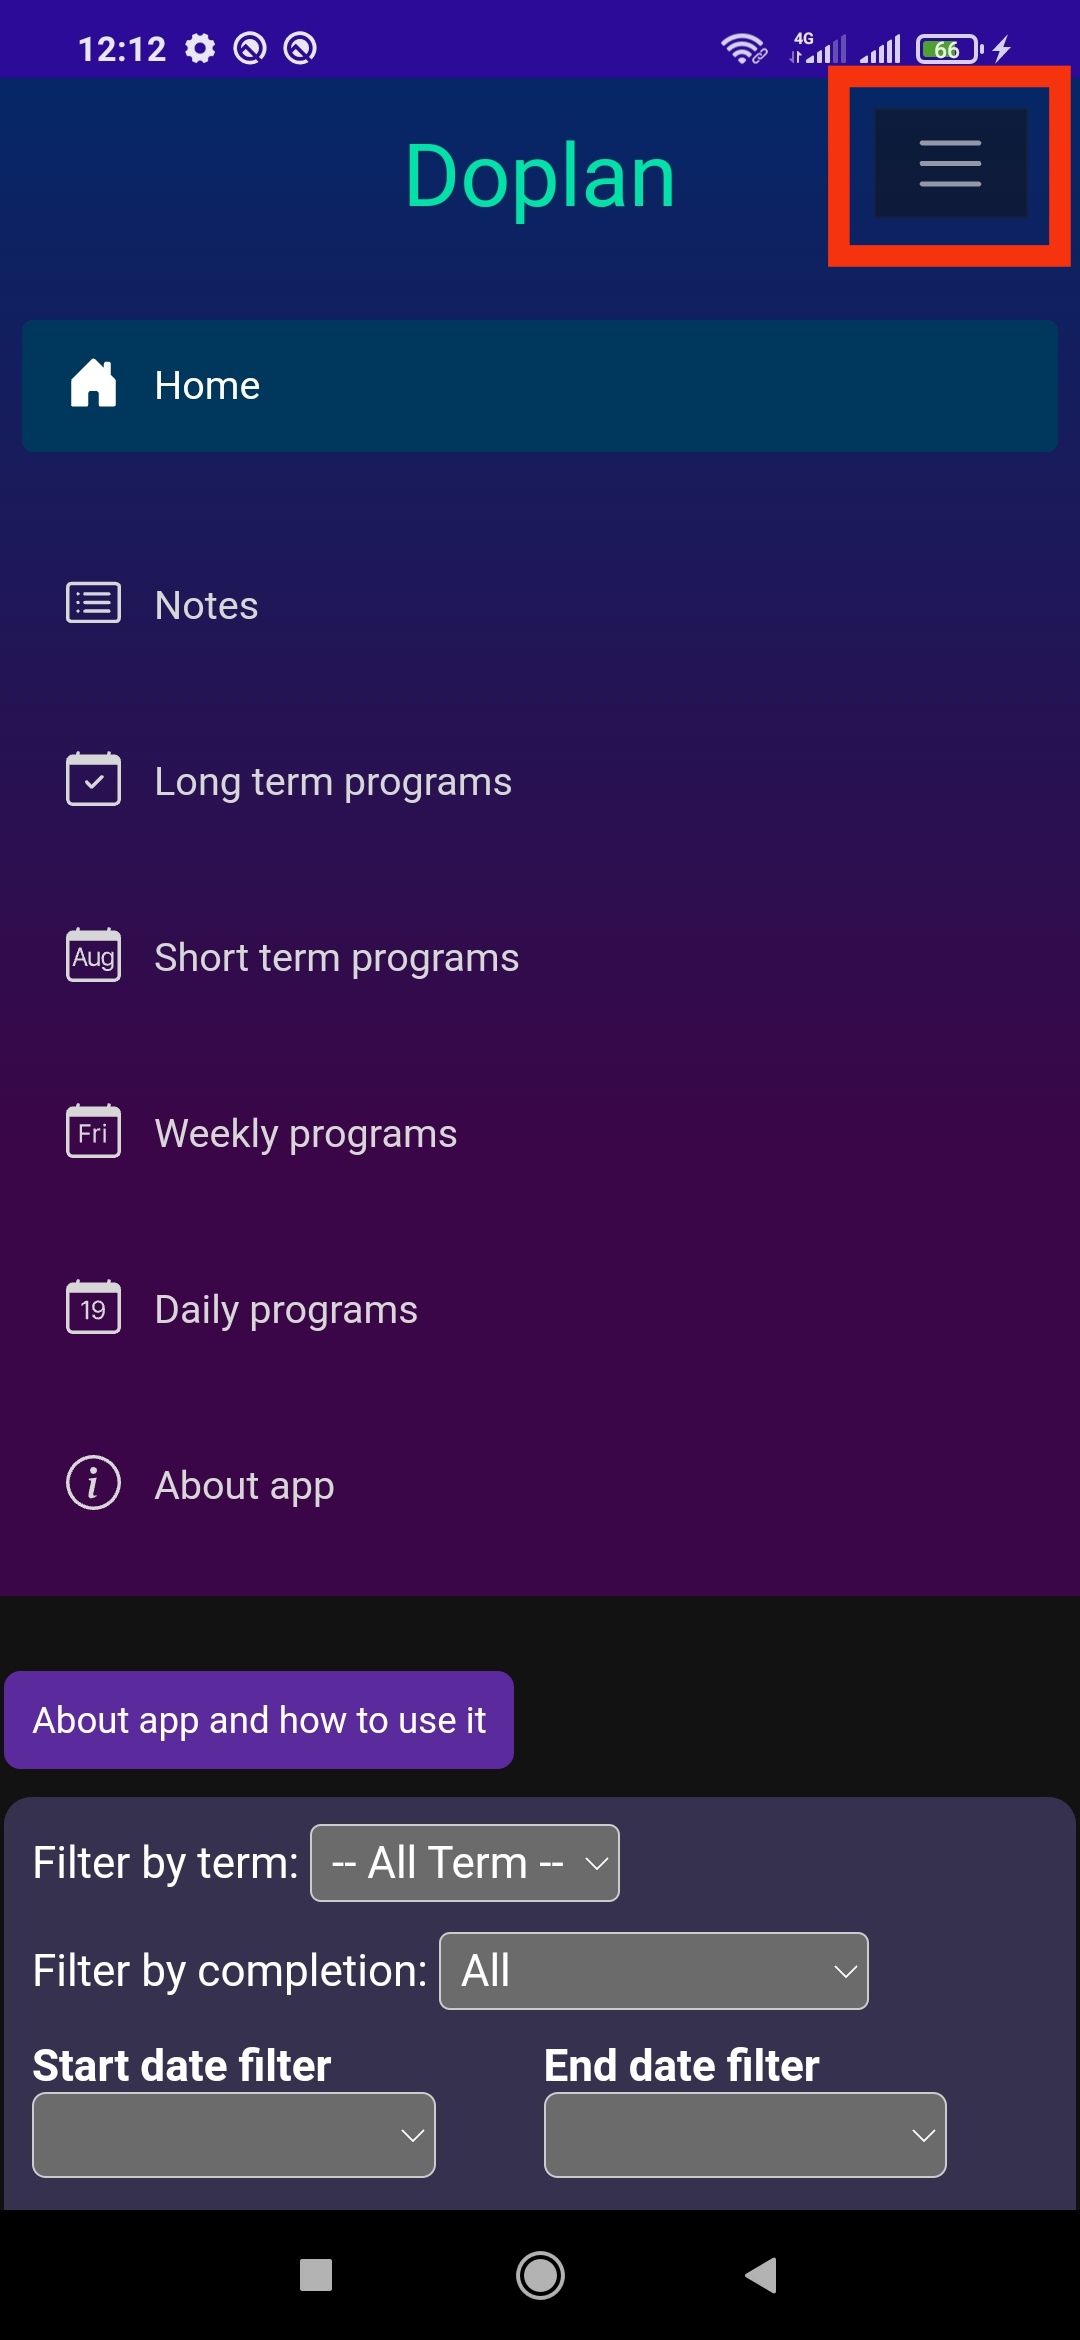 12:12
4G
66
Doplan
Home
Notes
Long term programs
Aug
Short term programs
Fri
Weekly programs
19
Daily programs
i
About app
About app and how to use it
Filter by term: -- All Term --
Filter by completion: All
Start date filter End date filter